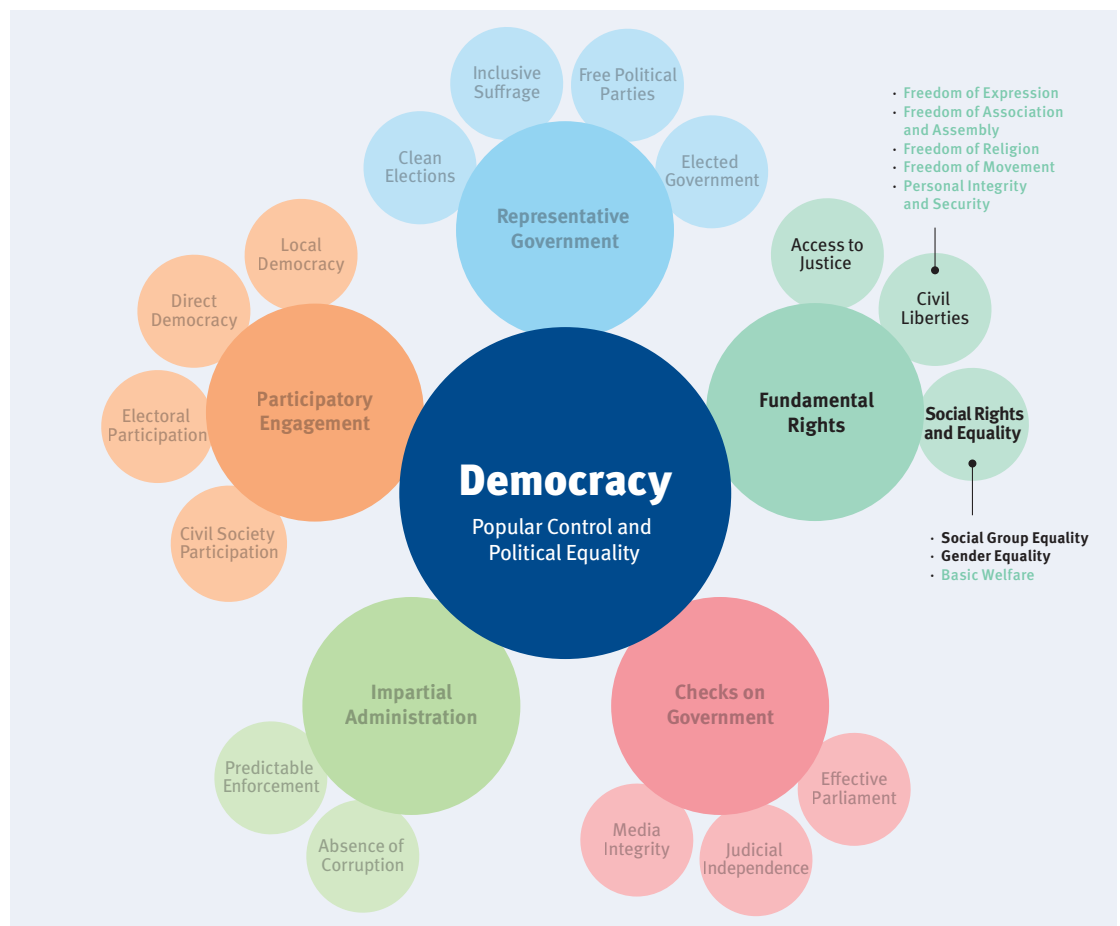 Inclusive
Suffrage
Free Political
Parties
Clean
Elections
Elected
Government
Representative
Government
· Freedom of Expression
· Freedom of Association
and Assembly
· Freedom of Religion
· Freedom of Movement
· Personal Integrity
and Security
Local
Democracy
Direct
Democracy
Electoral
Participation
Civil Society
Participation
Participatory
Engagement
Access to
Justice
Civil
Liberties
Social Rights
and Equality
Fundamental
Rights
· Social Group Equality
· Gender Equality
· Basic Welfare
Democracy
Popular Control and
Political Equality
Impartial
Administration
Predictable
Enforcement
Absence of
Corruption
Checks on
Government
Media
Integrity
Judicial
Independence
Effective
Parliament